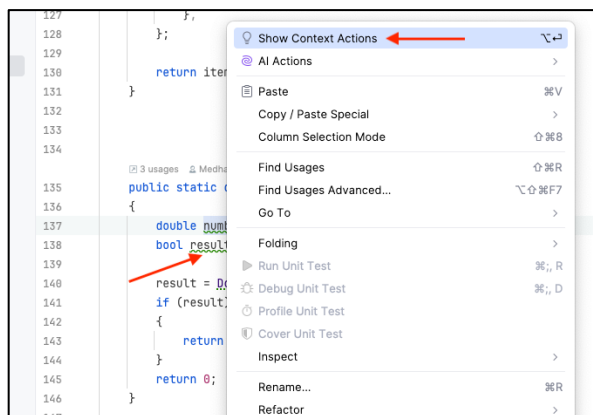 127 },
128 };
129
130 return iter
131 }
132
133
134
3 usages Medha
135 public static d
136 {
137 double numb
138 bool result
139
140 result = Do
141 if (result)
142 {
143 return
144 }
145 return 0;
146 }
Show Context Actions ⌥⏎
AI Actions >
Paste ⌘V
Copy / Paste Special >
Column Selection Mode ⇧⌘8
Find Usages ⇧⌘R
Find Usages Advanced... ⌥⇧⌘F7
Go To >
Folding >
Run Unit Test ⌘;, R
Debug Unit Test ⌘;, D
Profile Unit Test
Cover Unit Test
Inspect >
Rename... ⌘R
Refactor >